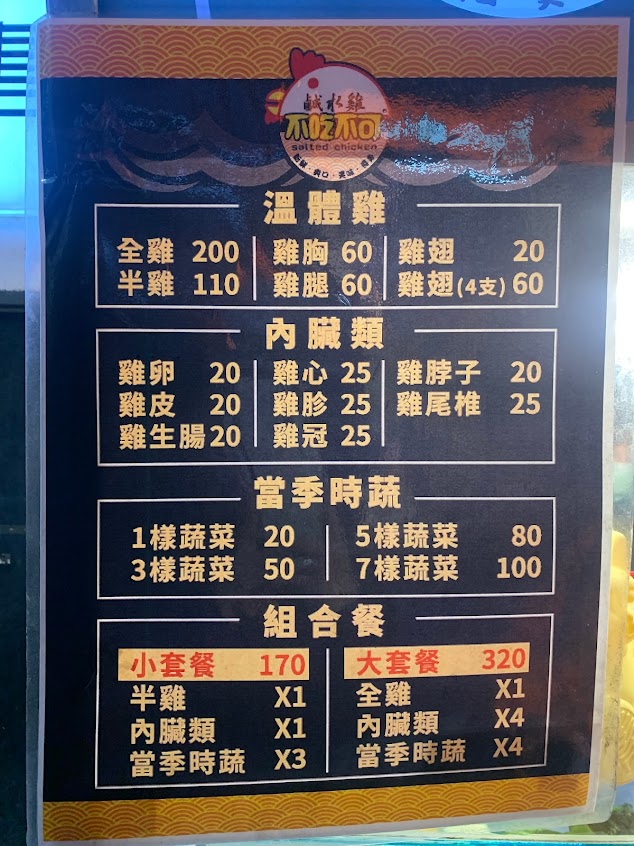 鹹水雞
不吃不可
salted chicken
溫體雞
全雞 200 雞胸 60 雞翅 20
半雞 110 雞腿 60 雞翅(4支) 60
內臟類
雞卵 20 雞心 25 雞脖子 20
雞皮 20 雞胗 25 雞尾椎 25
雞生腸 20 雞冠 25
當季時蔬
1樣蔬菜 20 5樣蔬菜 80
3樣蔬菜 50 7樣蔬菜 100
組合餐
小套餐 170 大套餐 320
半雞 X1 全雞 X1
內臟類 X1 內臟類 X4
當季時蔬 X3 當季時蔬 X4